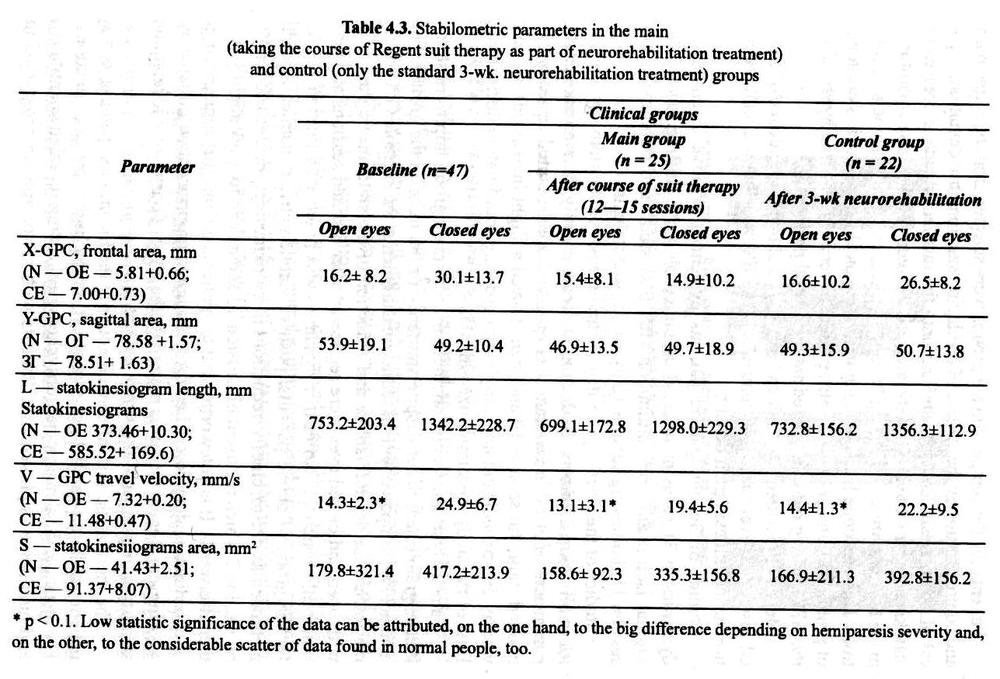 Table 4.3. Stabilometric parameters in the main
(taking the course of Regent suit therapy as part of neurorehabilitation treatment)
and control (only the standard 3-wk. neurorehabilitation treatment) groups
Parameter
Clinical groups
Baseline (n=47)
Main group
(n = 25)
Control group
(n = 22)
After course of suit therapy
(12—15 sessions)
After 3-wk neurorehabilitation
Open eyes Closed eyes Open eyes Closed eyes Open eyes Closed eyes
X-GPC, frontal area, mm
(N — OE — 5.81+0.66;
CE — 7.00+0.73)
16.2± 8.2 30.1±13.7 15.4±8.1 14.9±10.2 16.6±10.2 26.5±8.2
Y-GPC, sagittal area, mm
(N — ОГ — 78.58 +1.57;
ЗГ — 78.51+ 1.63)
53.9±19.1 49.2±10.4 46.9±13.5 49.7±18.9 49.3±15.9 50.7±13.8
L — statokinesiogram length, mm
Statokinesiograms
(N — OE 373.46+10.30;
CE — 585.52+ 169.6)
753.2±203.4 1342.2±228.7 699.1±172.8 1298.0±229.3 732.8±156.2 1356.3±112.9
V — GPC travel velocity, mm/s
(N — OE — 7.32+0.20;
CE — 11.48+0.47)
14.3±2.3* 24.9±6.7 13.1±3.1* 19.4±5.6 14.4±1.3* 22.2±9.5
S — statokinesiiograms area, mm²
(N — OE — 41.43+2.51;
CE — 91.37+8.07)
179.8±321.4 417.2±213.9 158.6± 92.3 335.3±156.8 166.9±211.3 392.8±156.2
* p < 0.1. Low statistic significance of the data can be attributed, on the one hand, to the big difference depending on hemiparesis severity and,
on the other, to the considerable scatter of data found in normal people, too.